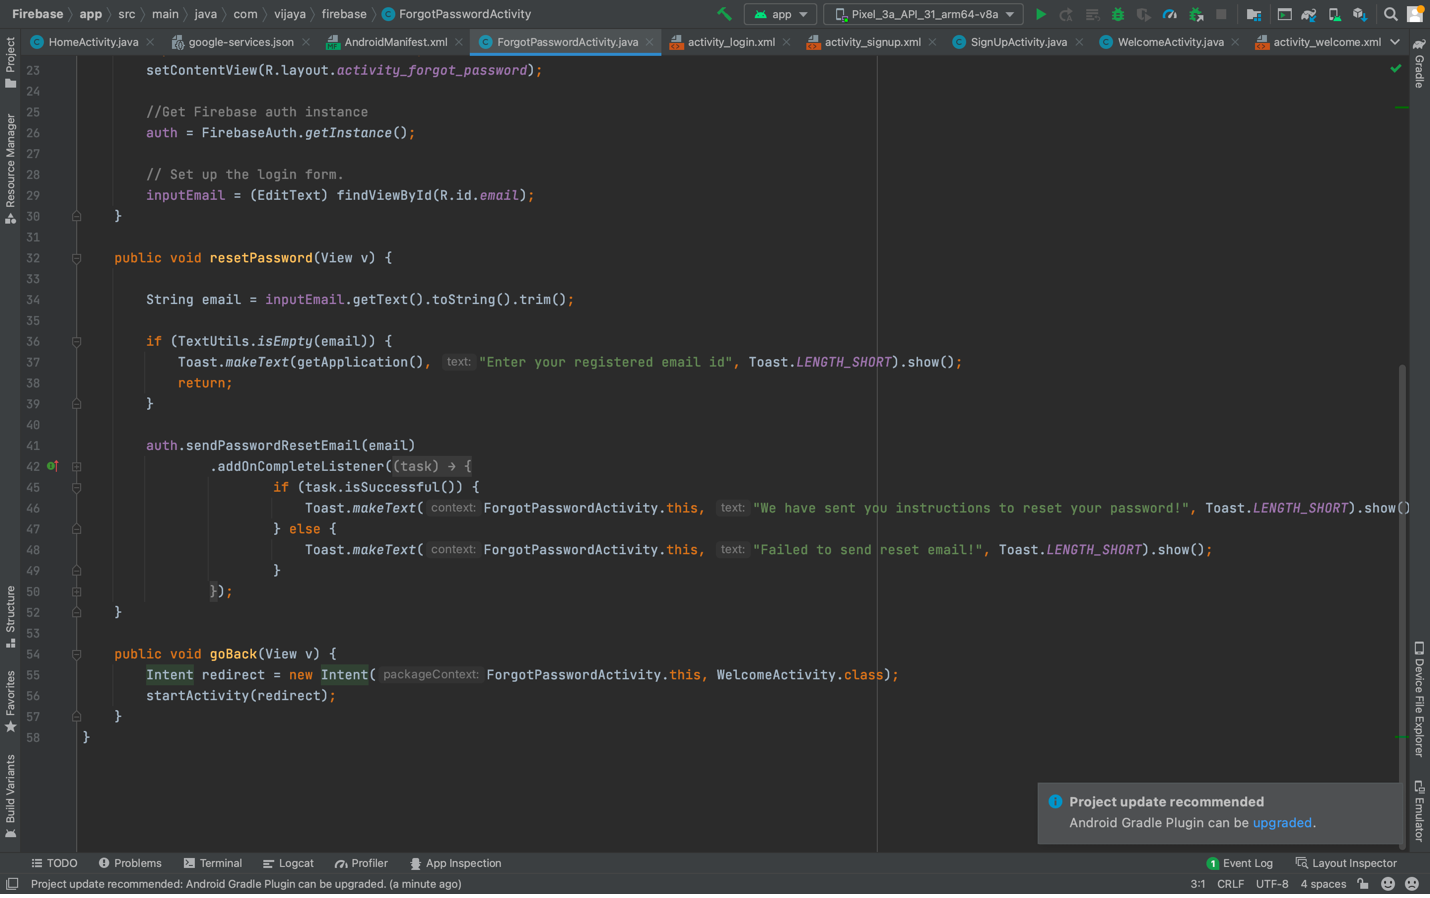 Firebase app src main java com vijaya firebase ForgotPasswordActivity app Pixel_3a_API_31_arm64-v8a
HomeActivity.java google-services.json AndroidManifest.xml ForgotPasswordActivity.java activity_login.xml activity_signup.xml SignUpActivity.java WelcomeActivity.java activity_welcome.xml
Project
Resource Manager
Structure
Favorites
Build Variants
23 setContentView(R.layout.activity_forgot_password);
24
25 //Get Firebase auth instance
26 auth = FirebaseAuth.getInstance();
27
28 // Set up the login form.
29 inputEmail = (EditText) findViewById(R.id.email);
30 }
31
32 public void resetPassword(View v) {
33
34 String email = inputEmail.getText().toString().trim();
35
36 if (TextUtils.isEmpty(email)) {
37 Toast.makeText(getApplication(), text: "Enter your registered email id", Toast.LENGTH_SHORT).show();
38 return;
39 }
40
41 auth.sendPasswordResetEmail(email)
42 .addOnCompleteListener((task) → {
45 if (task.isSuccessful()) {
46 Toast.makeText( context: ForgotPasswordActivity.this, text: "We have sent you instructions to reset your password!", Toast.LENGTH_SHORT).show()
47 } else {
48 Toast.makeText( context: ForgotPasswordActivity.this, text: "Failed to send reset email!", Toast.LENGTH_SHORT).show();
49 }
50 });
52 }
53
54 public void goBack(View v) {
55 Intent redirect = new Intent( packageContext: ForgotPasswordActivity.this, WelcomeActivity.class);
56 startActivity(redirect);
57 }
58 }
Gradle
Device File Explorer
Emulator
Project update recommended
Android Gradle Plugin can be upgraded.
TODO Problems Terminal Logcat Profiler App Inspection 1 Event Log Layout Inspector
Project update recommended: Android Gradle Plugin can be upgraded. (a minute ago) 3:1 CRLF UTF-8 4 spaces